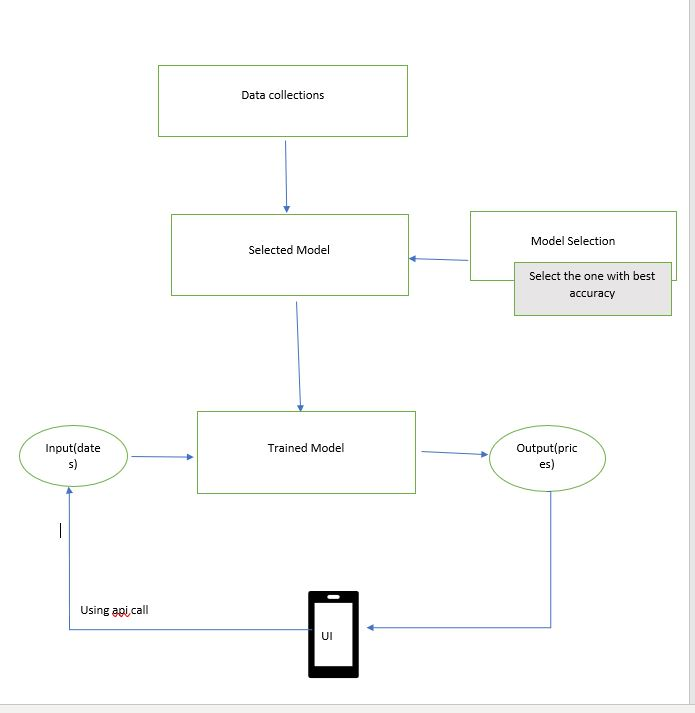 Data collections
Selected Model
Model Selection
Select the one with best
accuracy
Input(date
s)
Trained Model
Output(pric
es)
Using api call
UI